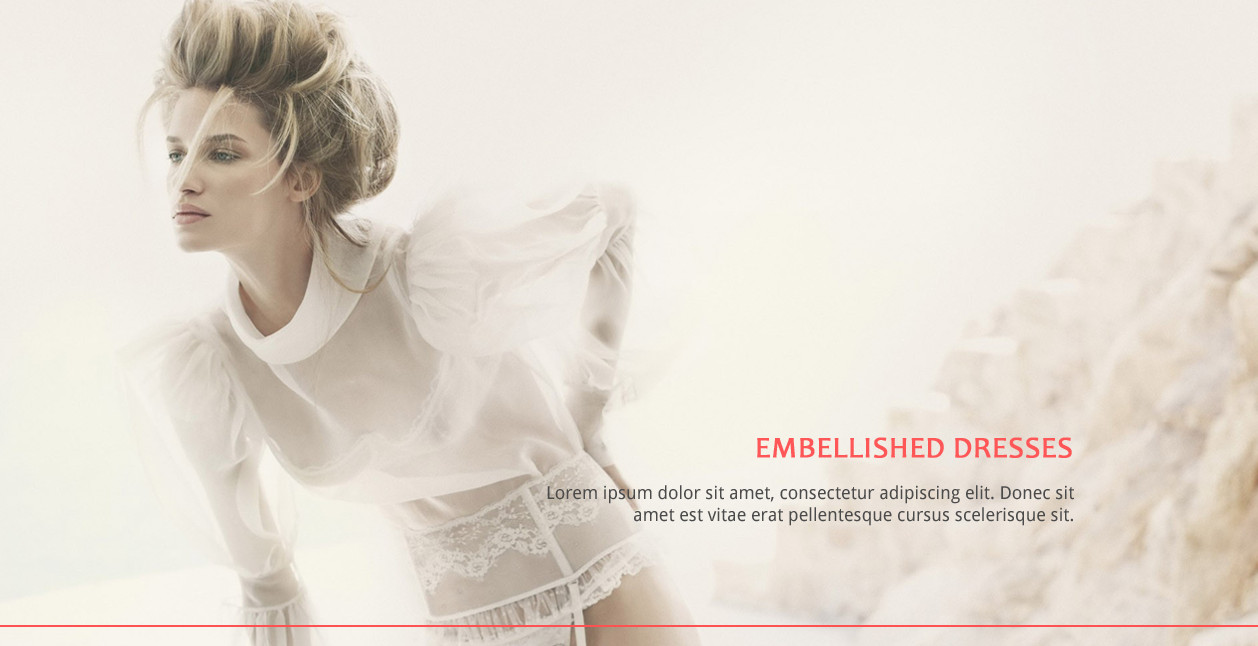 EMBELLISHED DRESSES
Lorem ipsum dolor sit amet, consectetur adipiscing elit. Donec sit
amet est vitae erat pellentesque cursus scelerisque sit.